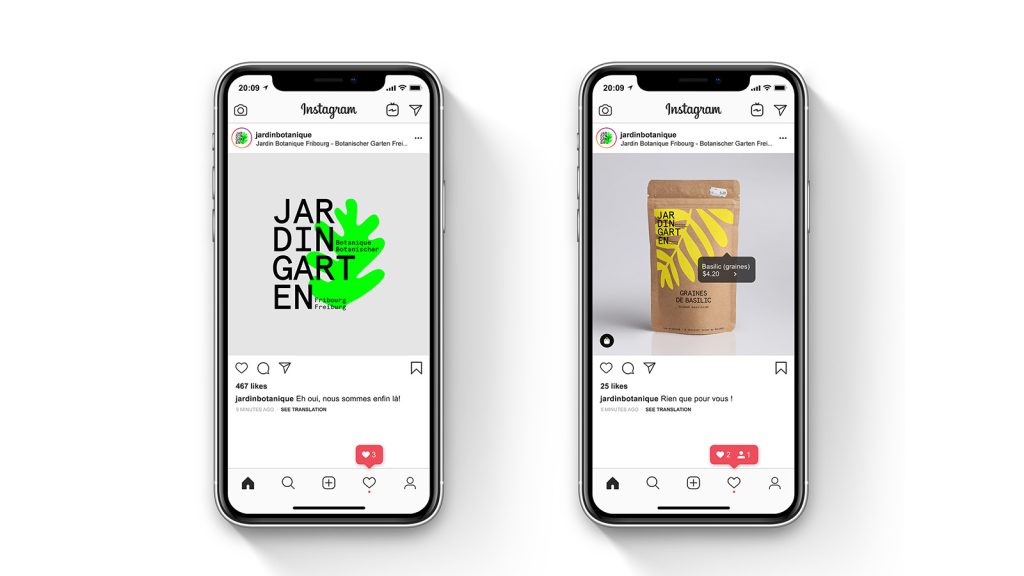 20:09
Instagram
jardinbotanique
Jardin Botanique Fribourg - Botanischer Garten Frei...
JAR
DIN
Botanique
Botanischer
GART
EN
Fribourg
Freiburg
467 likes
jardinbotanique Eh oui, nous sommes enfin là!
5 MINUTES AGO · SEE TRANSLATION
3
20:09
Instagram
jardinbotanique
Jardin Botanique Fribourg - Botanischer Garten Frei...
JAR
DIN
GART
EN
Basilic (graines)
$4.20 >
GRAINES
DE BASILIC
25 likes
jardinbotanique Rien que pour vous !
5 MINUTES AGO · SEE TRANSLATION
2 1